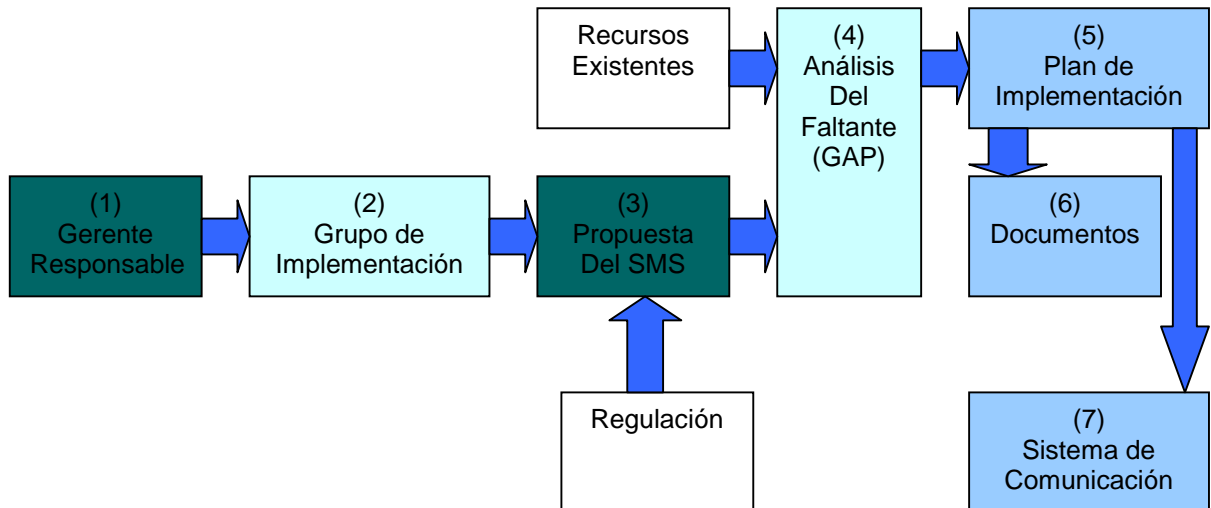 Recursos
Existentes
(4)
Análisis
Del
Faltante
(GAP)
(5)
Plan de
Implementación
(1)
Gerente
Responsable
(2)
Grupo de
Implementación
(3)
Propuesta
Del SMS
(6)
Documentos
Regulación
(7)
Sistema de
Comunicación